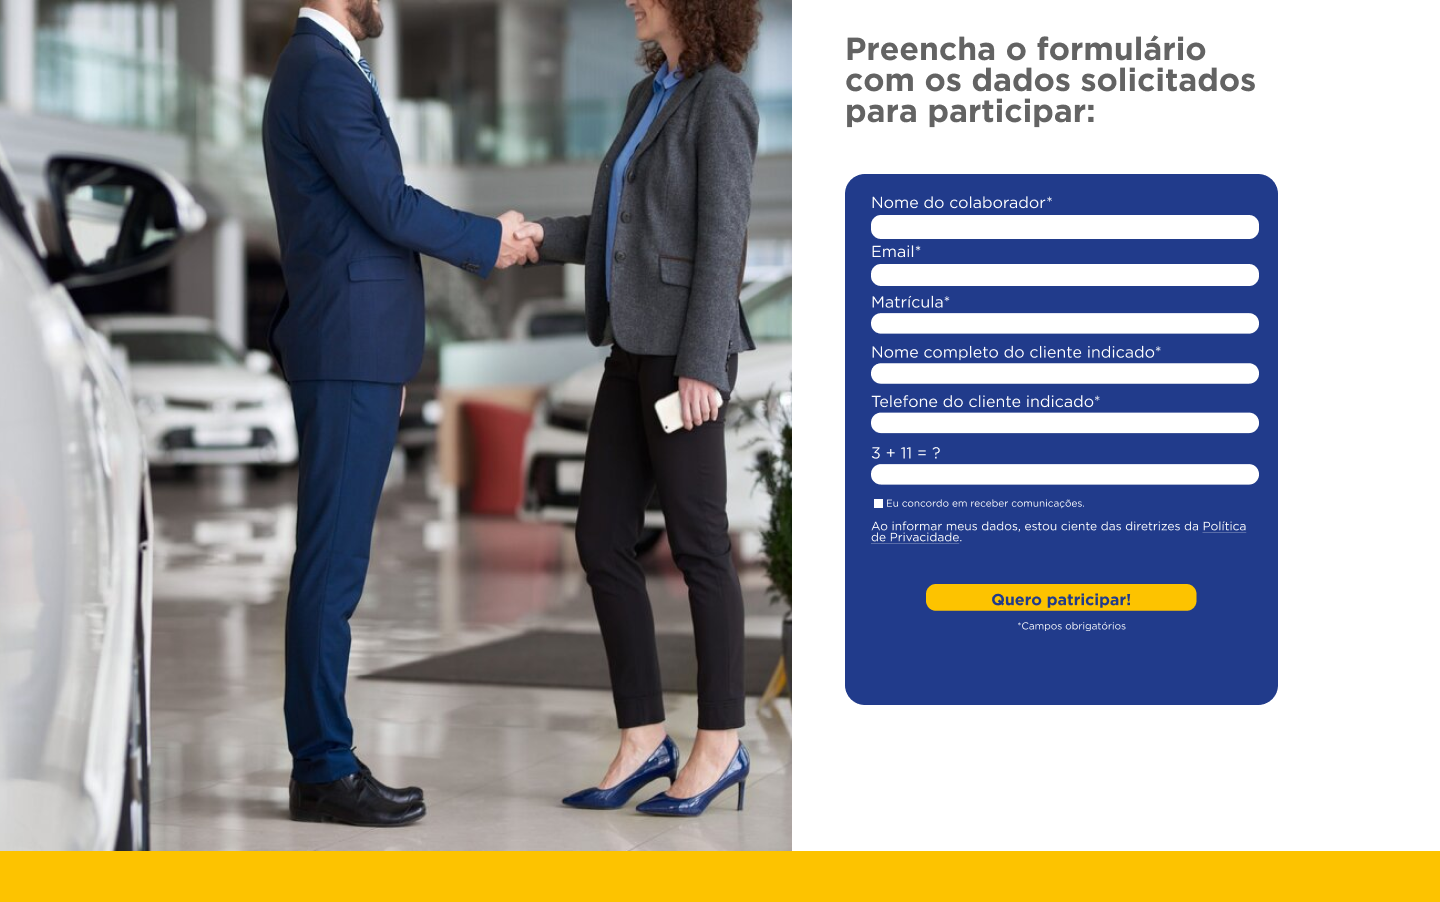 Preencha o formulário
com os dados solicitados
para participar:
Nome do colaborador*
Email*
Matrícula*
Nome completo do cliente indicado*
Telefone do cliente indicado*
3 + 11 = ?
Eu concordo em receber comunicações.
Ao informar meus dados, estou ciente das diretrizes da Política
de Privacidade.
Quero patricipar!
*Campos obrigatórios